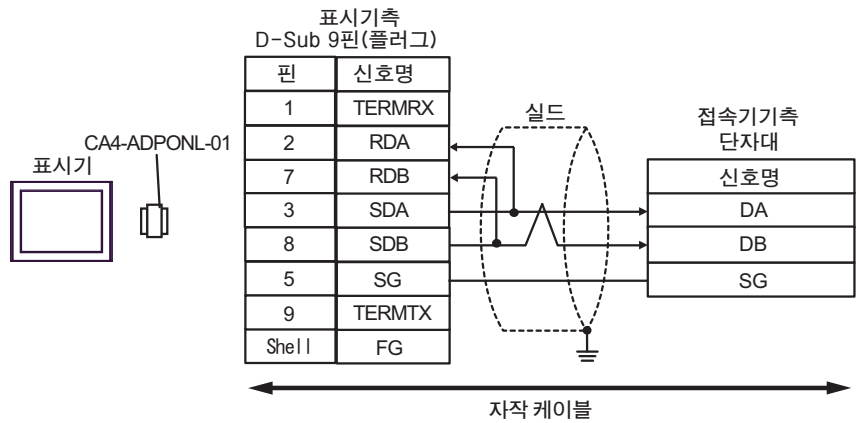 표시기측
D-Sub 9핀(플러그)
핀 신호명
1 TERMRX
2 RDA
7 RDB
3 SDA
8 SDB
5 SG
9 TERMTX
Shell FG
CA4-ADPONL-01
표시기
실드
접속기기측
단자대
신호명
DA
DB
SG
자작 케이블